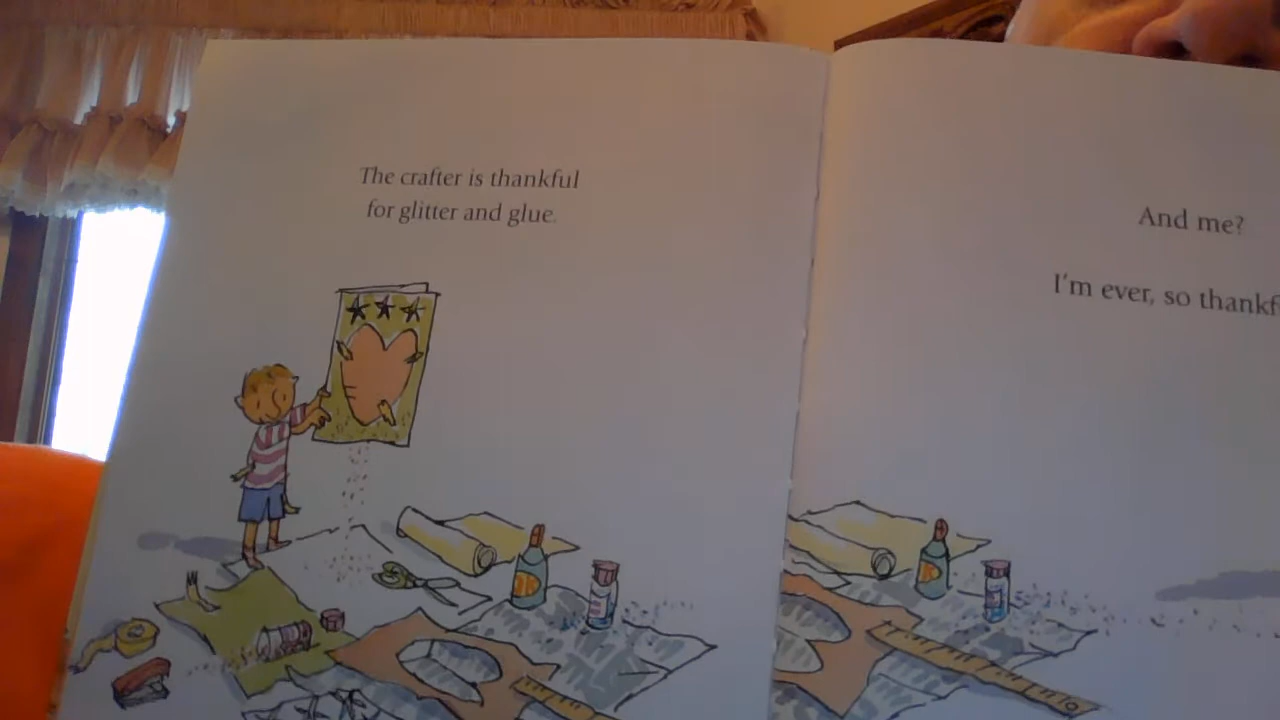 The crafter is thankful
for glitter and glue.
And me?
I'm ever, so